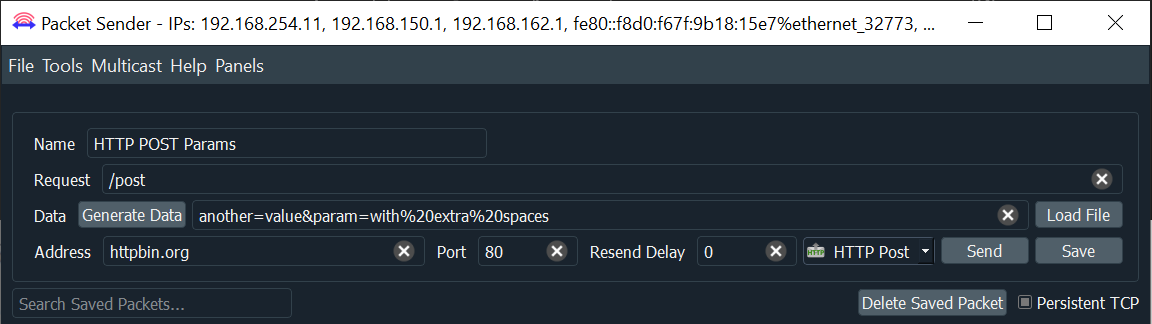 Packet Sender - IPs: 192.168.254.11, 192.168.150.1, 192.168.162.1, fe80::f8d0:f67f:9b18:15e7%ethernet_32773, ...
File Tools Multicast Help Panels
Name HTTP POST Params
Request /post
Data Generate Data another=value&param=with%20extra%20spaces Load File
Address httpbin.org Port 80 Resend Delay 0 HTTP Post Send Save
Search Saved Packets... Delete Saved Packet Persistent TCP